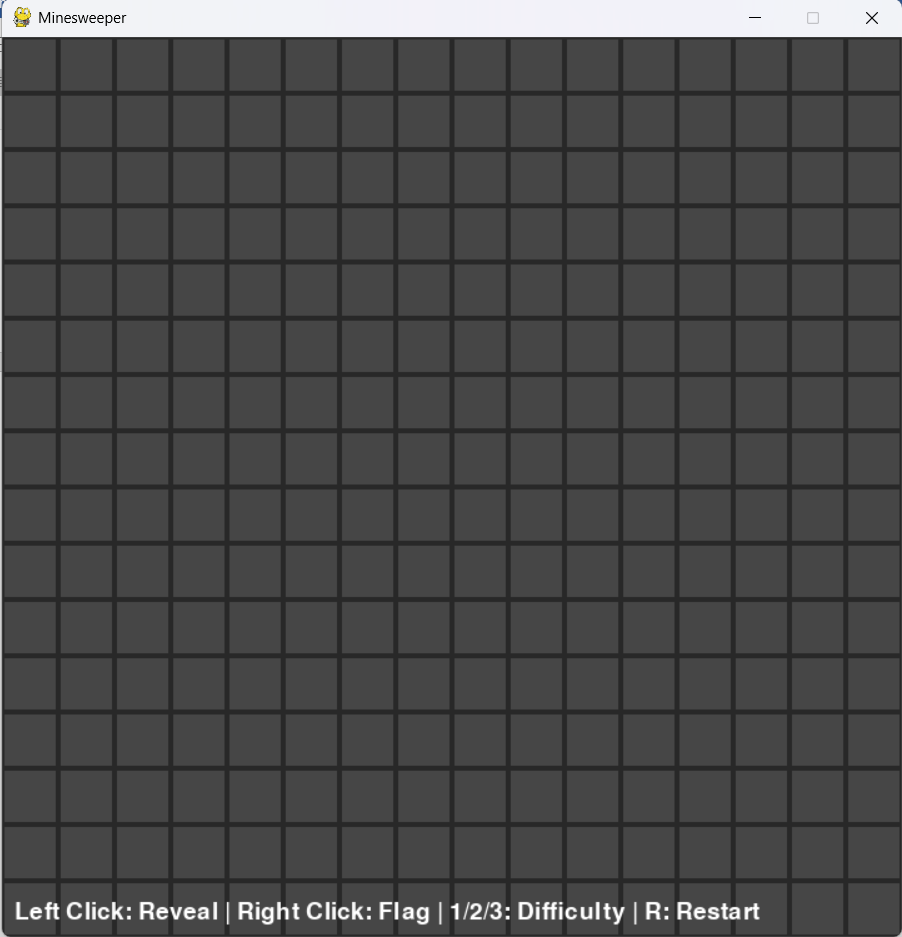 Minesweeper
Left Click: Reveal | Right Click: Flag | 1/2/3: Difficulty | R: Restart